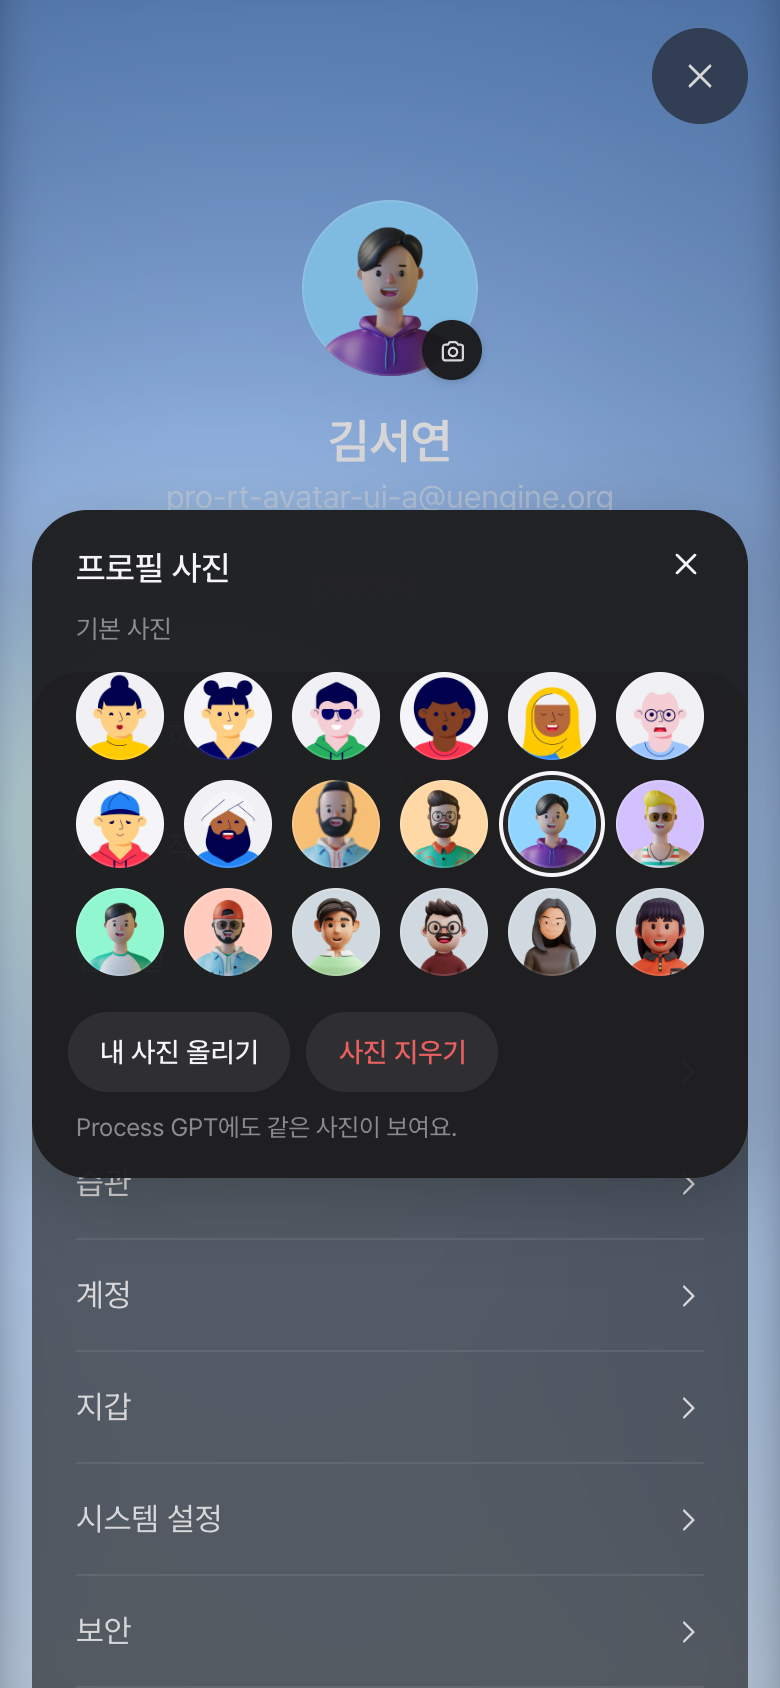 김서연
pro-rt-avatar-ui-a@uengine.org
프로필 사진
기본 사진
내 사진 올리기
사진 지우기
Process GPT에도 같은 사진이 보여요.
습관
계정
지갑
시스템 설정
보안